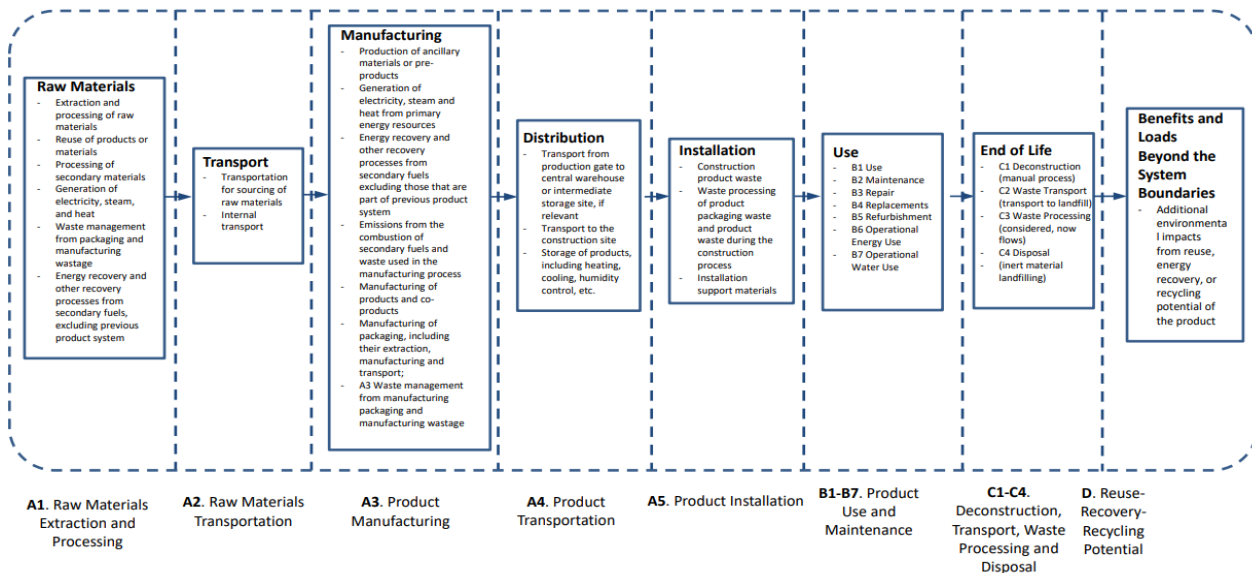 Raw Materials
- Extraction and
processing of raw
materials
- Reuse of products or
materials
- Processing of
secondary materials
- Generation of
electricity, steam,
and heat
- Waste management
from packaging and
manufacturing
wastage
- Energy recovery and
other recovery
processes from
secondary fuels,
excluding previous
product system
Transport
- Transportation
for sourcing of
raw materials
- Internal
transport
Manufacturing
- Production of ancillary
materials or pre-
products
- Generation of
electricity, steam and
heat from primary
energy resources
- Energy recovery and
other recovery
processes from
secondary fuels
excluding those that are
part of previous product
system
- Emissions from the
combustion of
secondary fuels and
waste used in the
manufacturing process
- Manufacturing of
products and co-
products
- Manufacturing of
packaging, including
their extraction,
manufacturing and
transport;
- A3 Waste management
from manufacturing
packaging and
manufacturing wastage
Distribution
- Transport from
production gate to
central warehouse
or intermediate
storage site, if
relevant
- Transport to the
construction site
- Storage of products,
including heating,
cooling, humidity
control, etc.
Installation
- Construction
product waste
- Waste processing
of product
packaging waste
and product
waste during the
construction
process
- Installation
support materials
Use
- B1 Use
- B2 Maintenance
- B3 Repair
- B4 Replacements
- B5 Refurbishment
- B6 Operational
Energy Use
- B7 Operational
Water Use
End of Life
- C1 Deconstruction
(manual process)
- C2 Waste Transport
(transport to landfill)
- C3 Waste Processing
(considered, now
flows)
- C4 Disposal
- (inert material
landfilling)
Benefits and
Loads
Beyond the
System
Boundaries
- Additional
environmenta
l impacts
from reuse,
energy
recovery, or
recycling
potential of
the product
A1. Raw Materials
Extraction and
Processing
A2. Raw Materials
Transportation
A3. Product
Manufacturing
A4. Product
Transportation
A5. Product Installation
B1-B7. Product
Use and
Maintenance
C1-C4.
Deconstruction,
Transport, Waste
Processing and
Disposal
D. Reuse-
Recovery-
Recycling
Potential